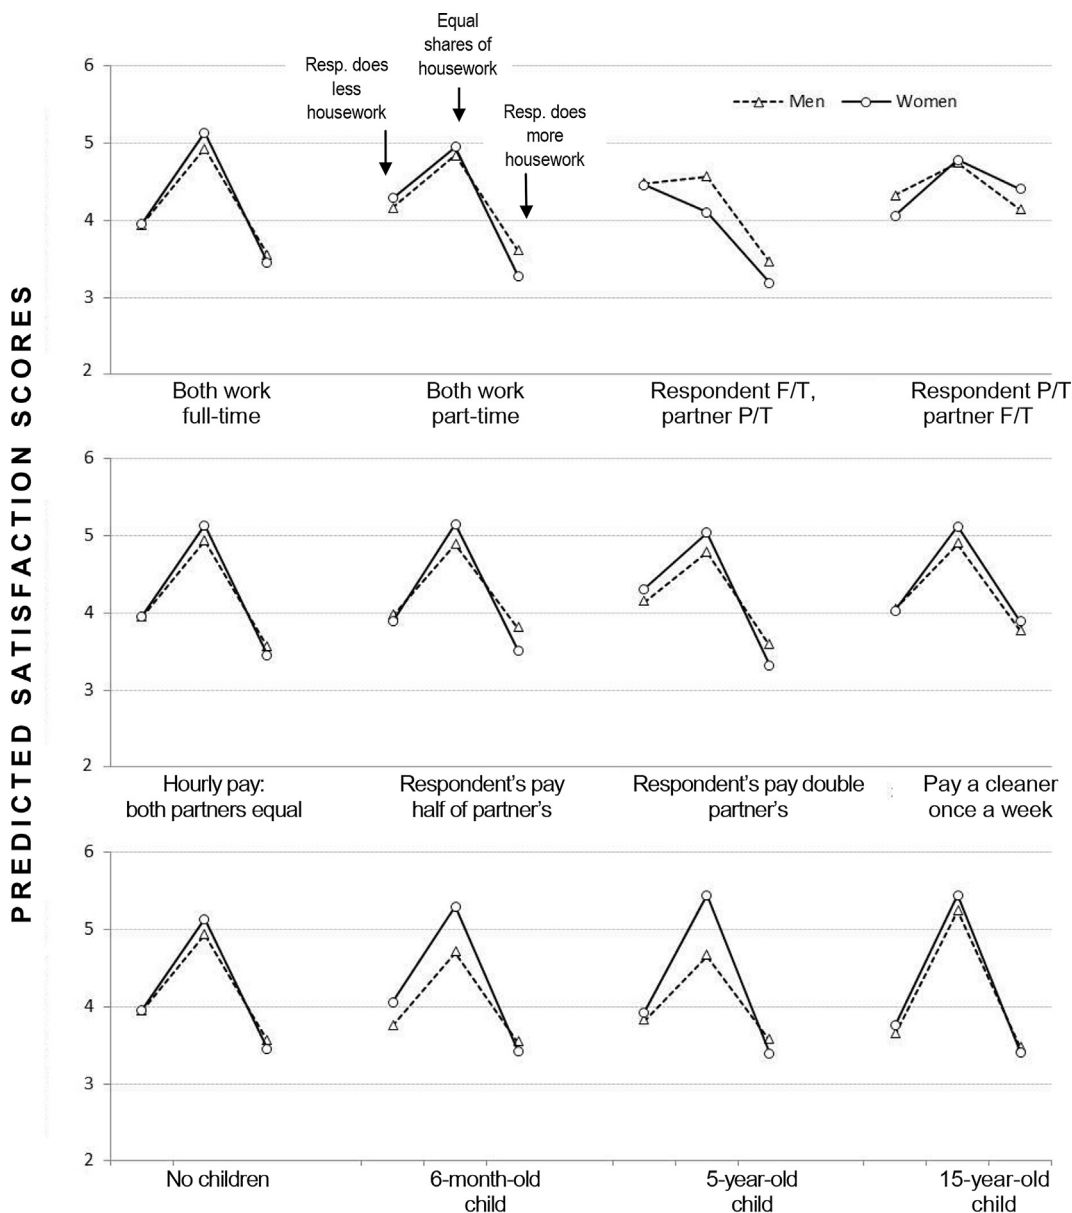 PREDICTED SATISFACTION SCORES
Equal
shares of
housework
Resp. does
less
housework
Resp. does
more
housework
Men
Women
6
5
4
3
2
Both work
full-time
Both work
part-time
Respondent F/T,
partner P/T
Respondent P/T
partner F/T
6
5
4
3
2
Hourly pay:
both partners equal
Respondent’s pay
half of partner’s
Respondent’s pay double
partner’s
Pay a cleaner
once a week
6
5
4
3
2
No children
6-month-old
child
5-year-old
child
15-year-old
child